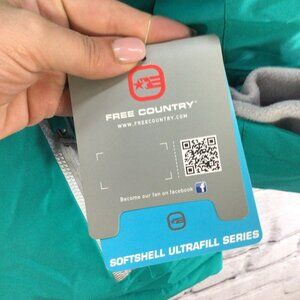 FREE COUNTRY
WWW.FREECOUNTRY.COM
Become our fan on facebook
SOFTSHELL ULTRAFILL SERIES